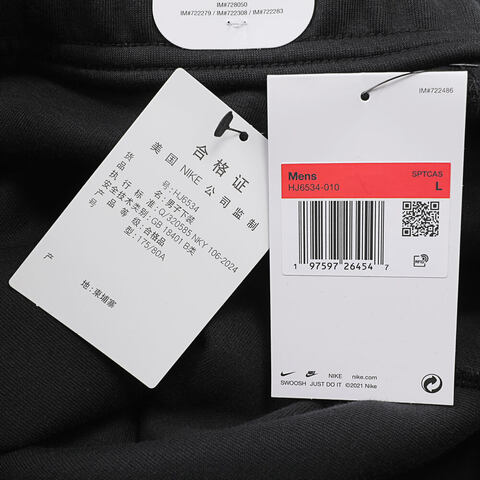 IM#728050
IM#722279 / IM#722308 / IM#722283
合格证
美国 NIKE 公司监制
货号: HJ6534
品名: 男子下装
执行标准: Q/320585 NKY 106-2024
安全技术类别: GB 18401 B类
产品等级: 合格品
型: 175/80A
产地: 柬埔寨
IM#722486
Mens SPTCAS
HJ6534-010 L
1 97597 26454 7
RFID
NIKE nike.com
SWOOSH JUST DO IT ©2021 Nike